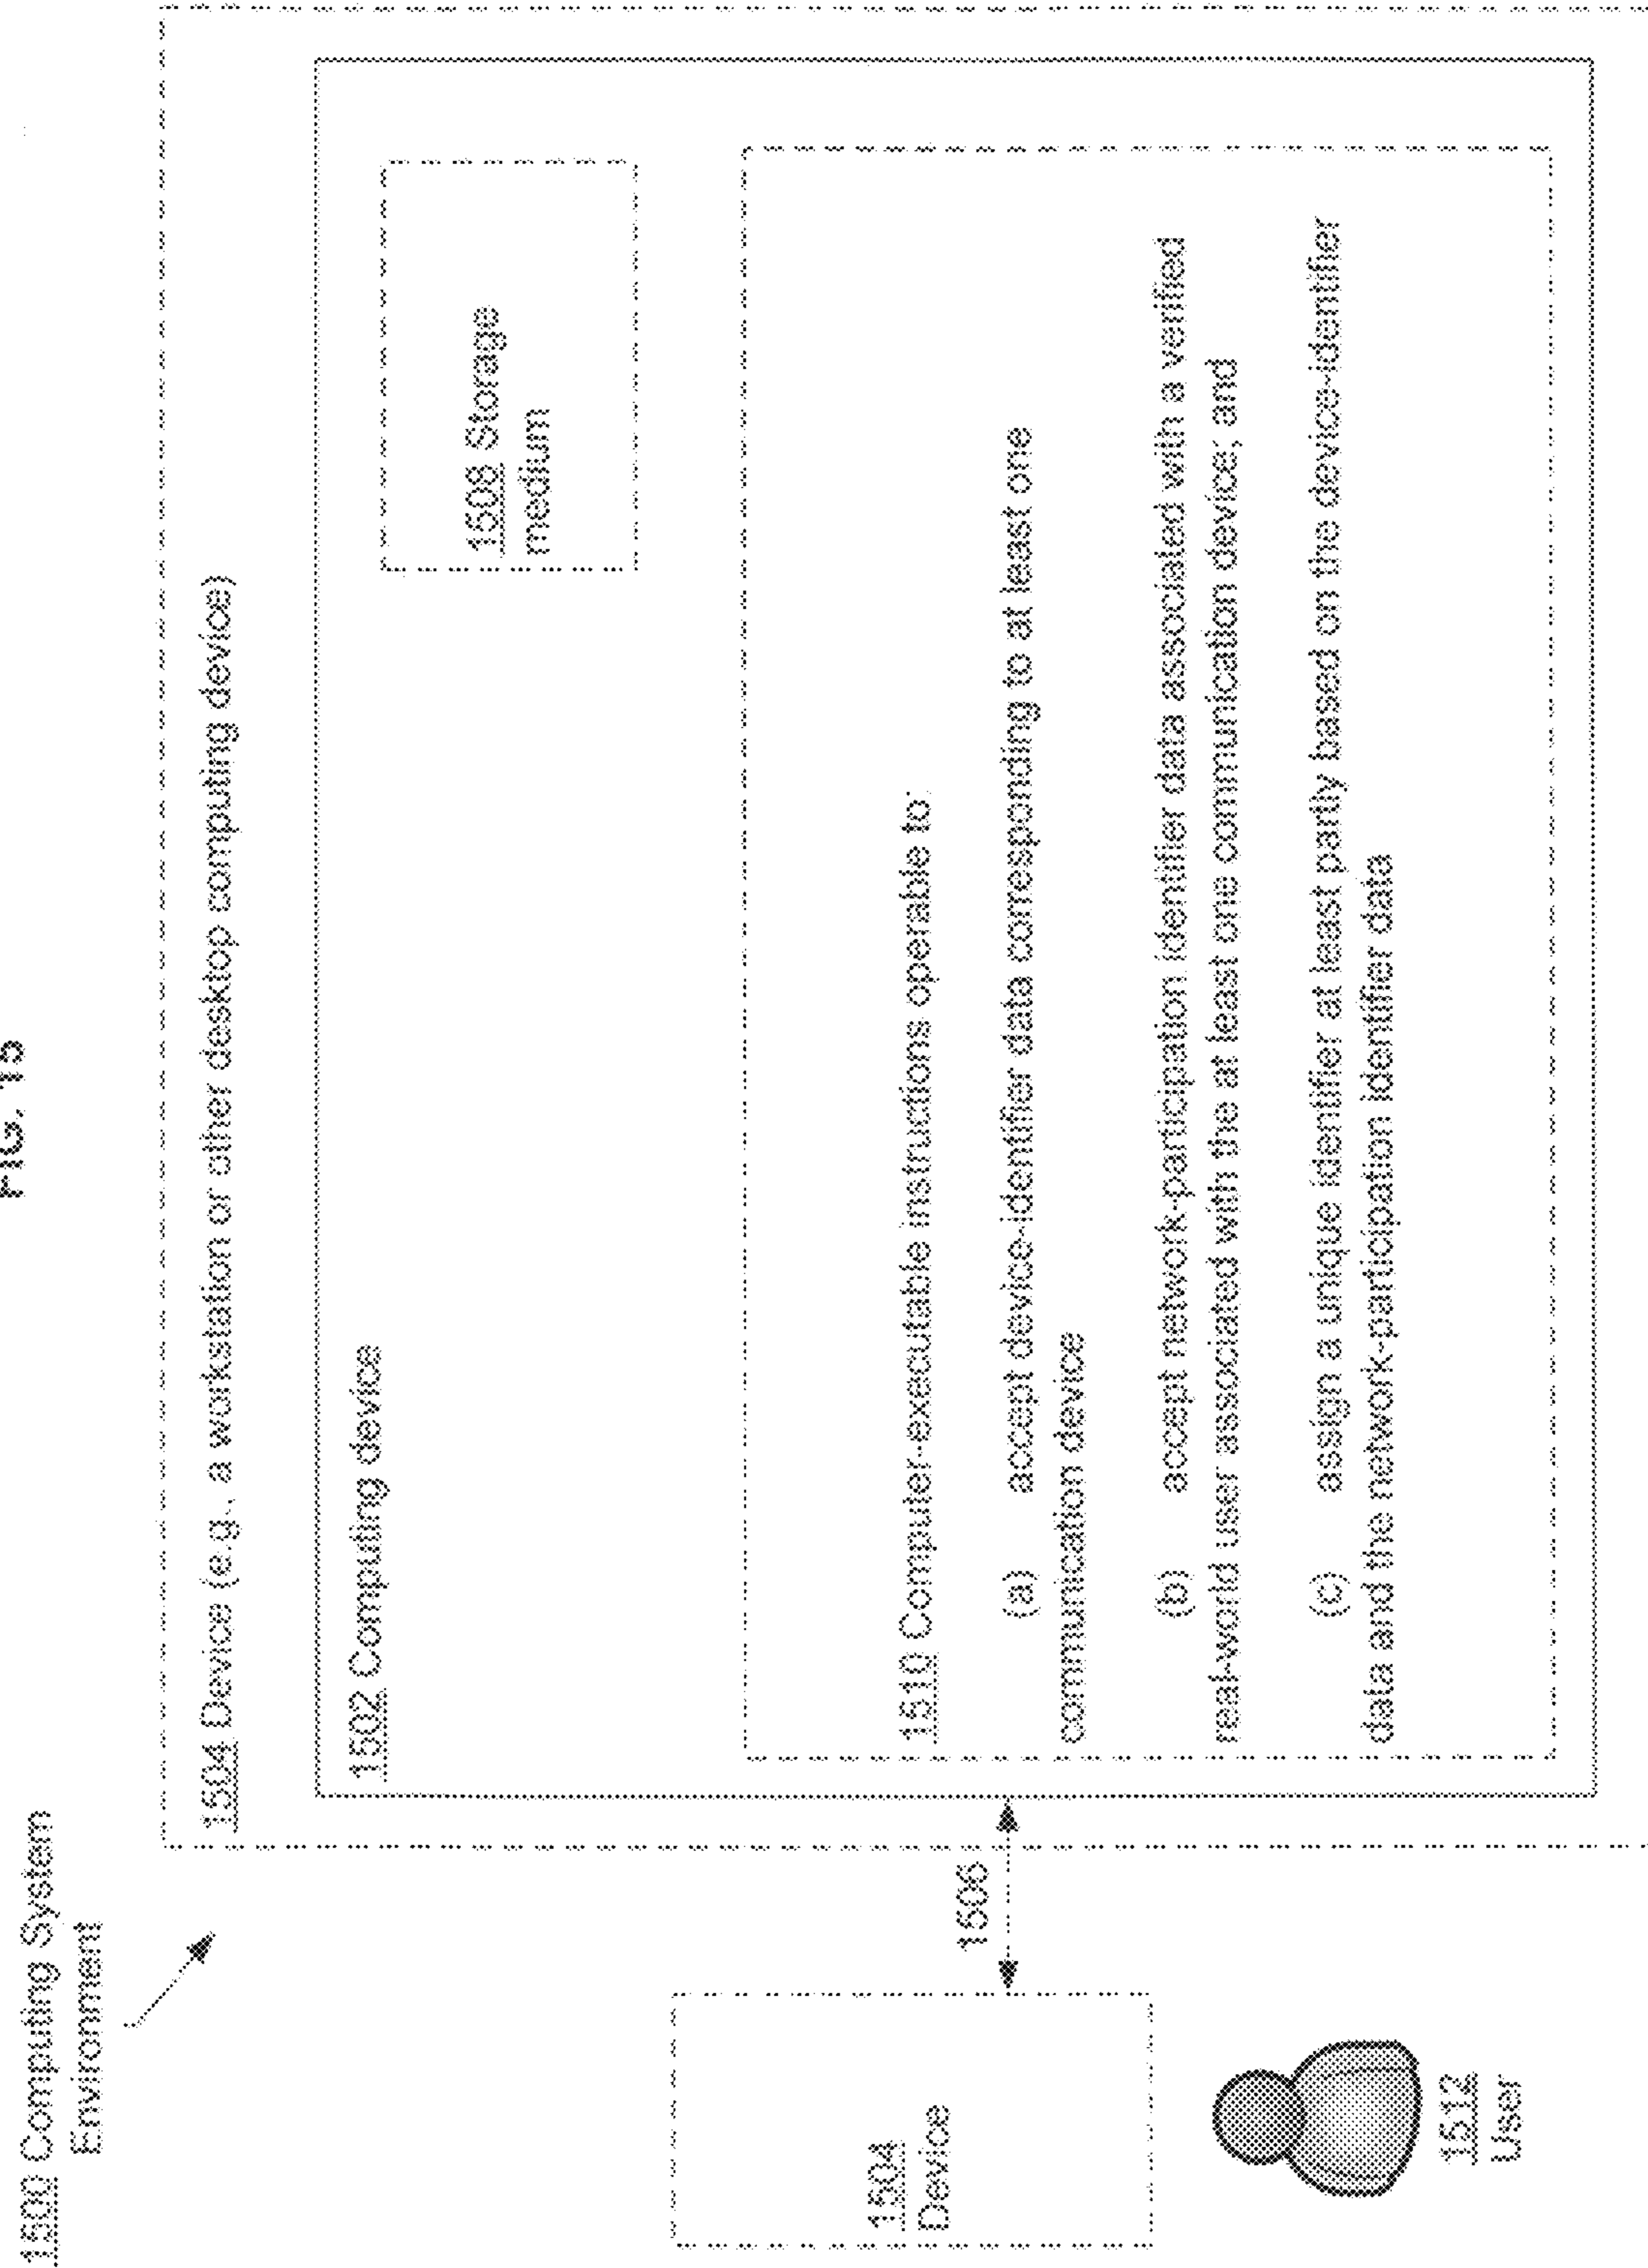 FIG. 15
1500 Computing System
Environment
1504 Device (e.g., a workstation or other desktop computing device)
1502 Computing device
1508 Storage
medium
1510 Computer-executable instructions operable to:
(a) accept device-identifier data corresponding to at least one
communication device
(b) accept network-participation identifier data associated with a verified
real-world user associated with the at least one communication device; and
(c) assign a unique identifier at least partly based on the device-identifier
data and the network-participation identifier data
1506
1504
Device
1512
User